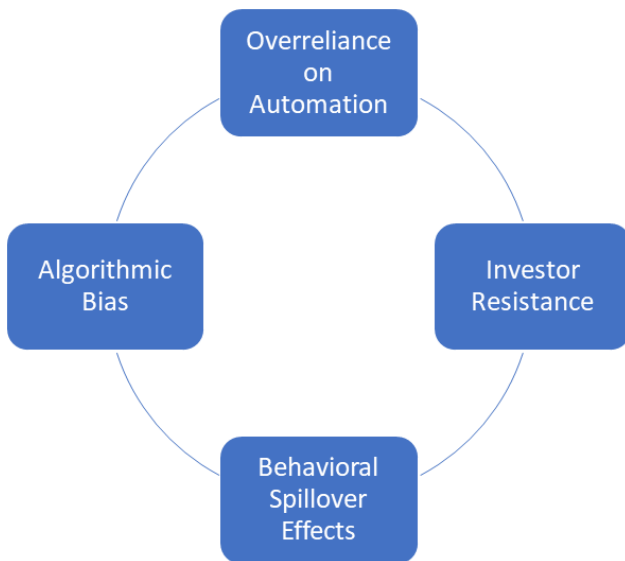 Overreliance
on
Automation
Algorithmic
Bias
Investor
Resistance
Behavioral
Spillover
Effects